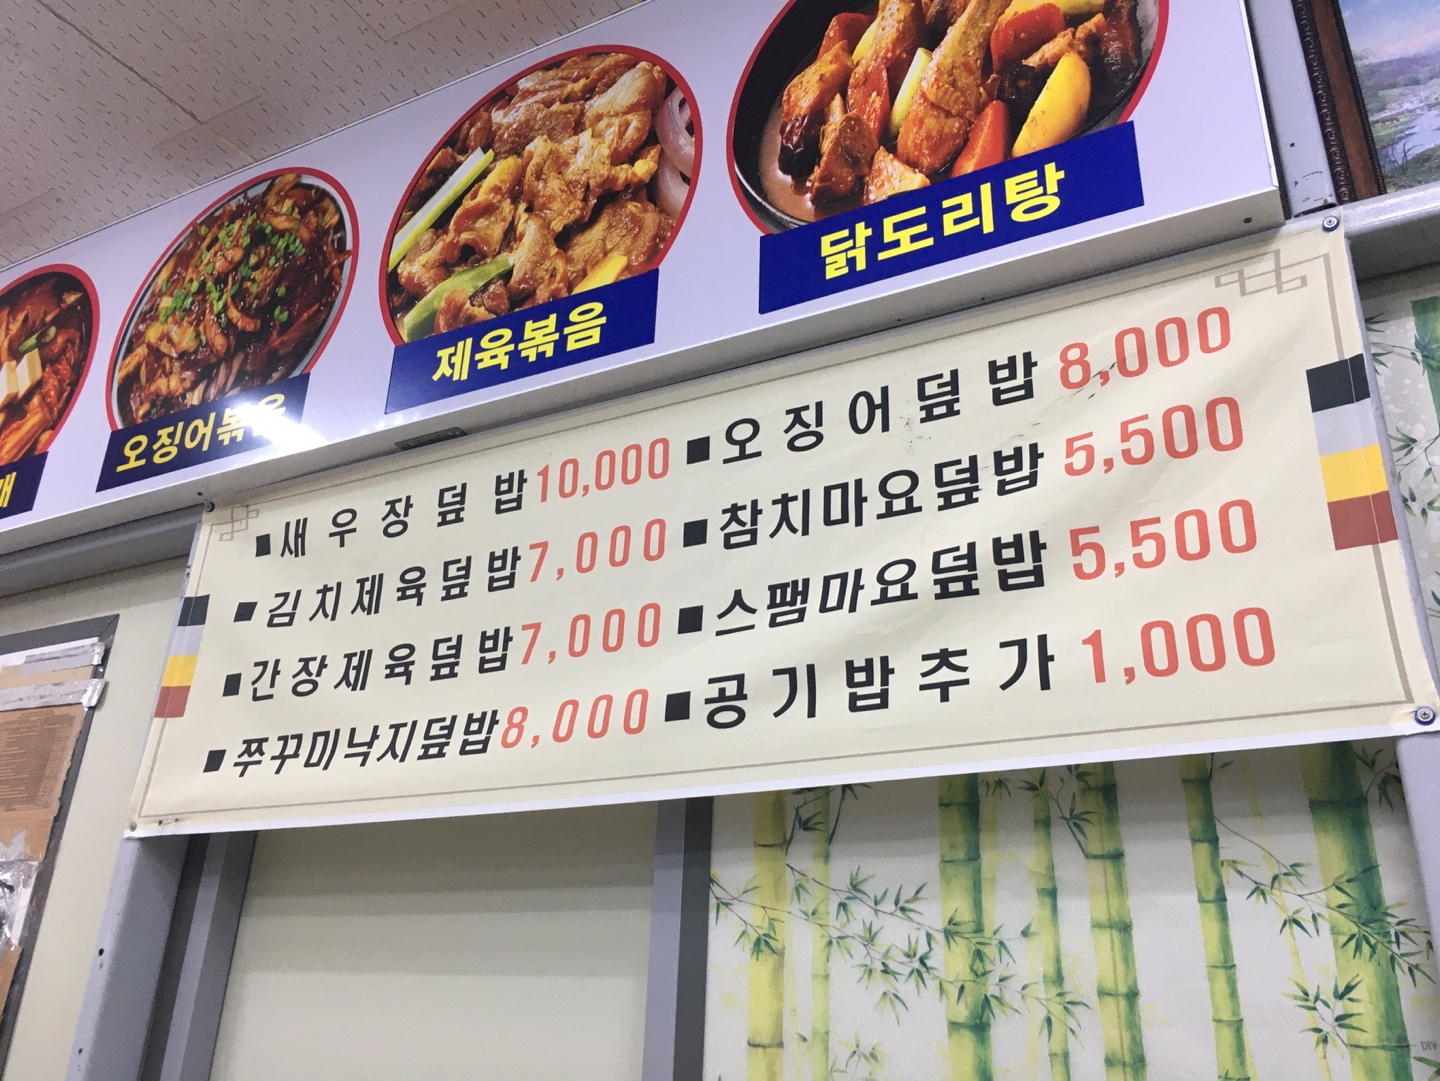 닭도리탕
제육볶음
오징어볶음
개
■새우장덮밥10,000 ■오징어덮밥 8,000
■김치제육덮밥7,000 ■참치마요덮밥 5,500
■간장제육덮밥7,000 ■스팸마요덮밥 5,500
■쭈꾸미낙지덮밥8,000 ■공기밥추가 1,000